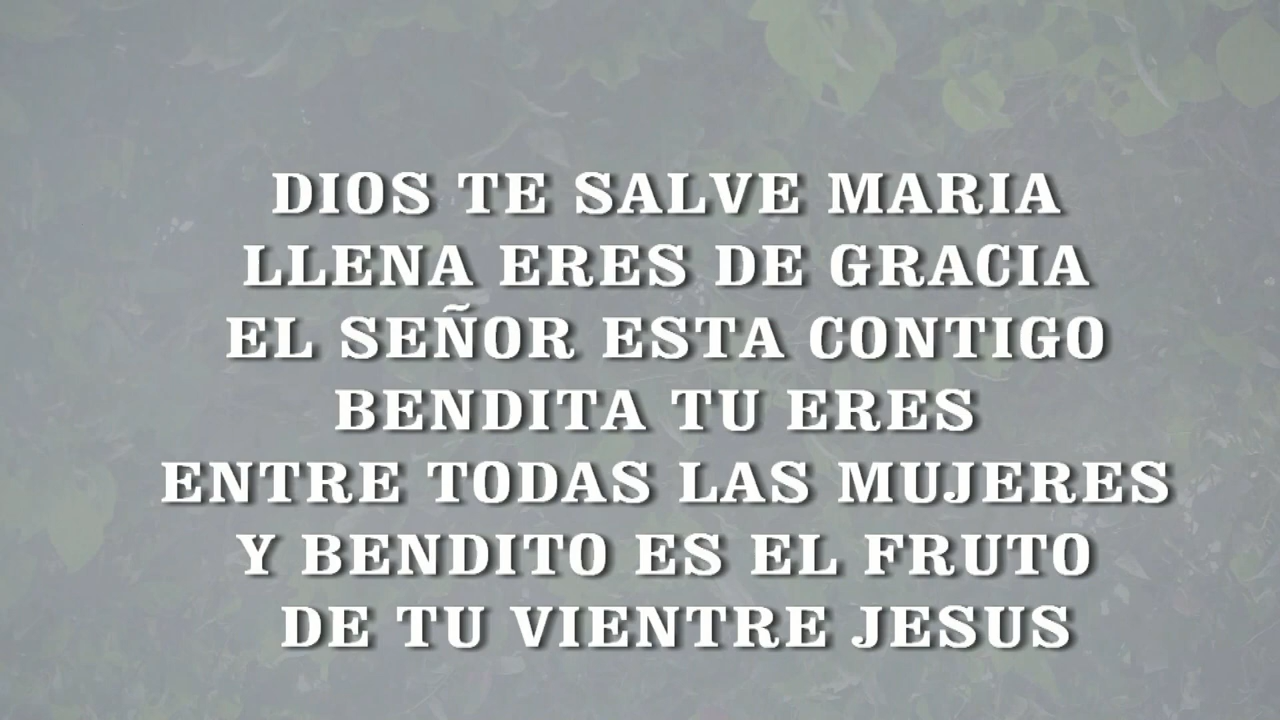 DIOS TE SALVE MARIA
LLENA ERES DE GRACIA
EL SEÑOR ESTA CONTIGO
BENDITA TU ERES
ENTRE TODAS LAS MUJERES
Y BENDITO ES EL FRUTO
DE TU VIENTRE JESUS